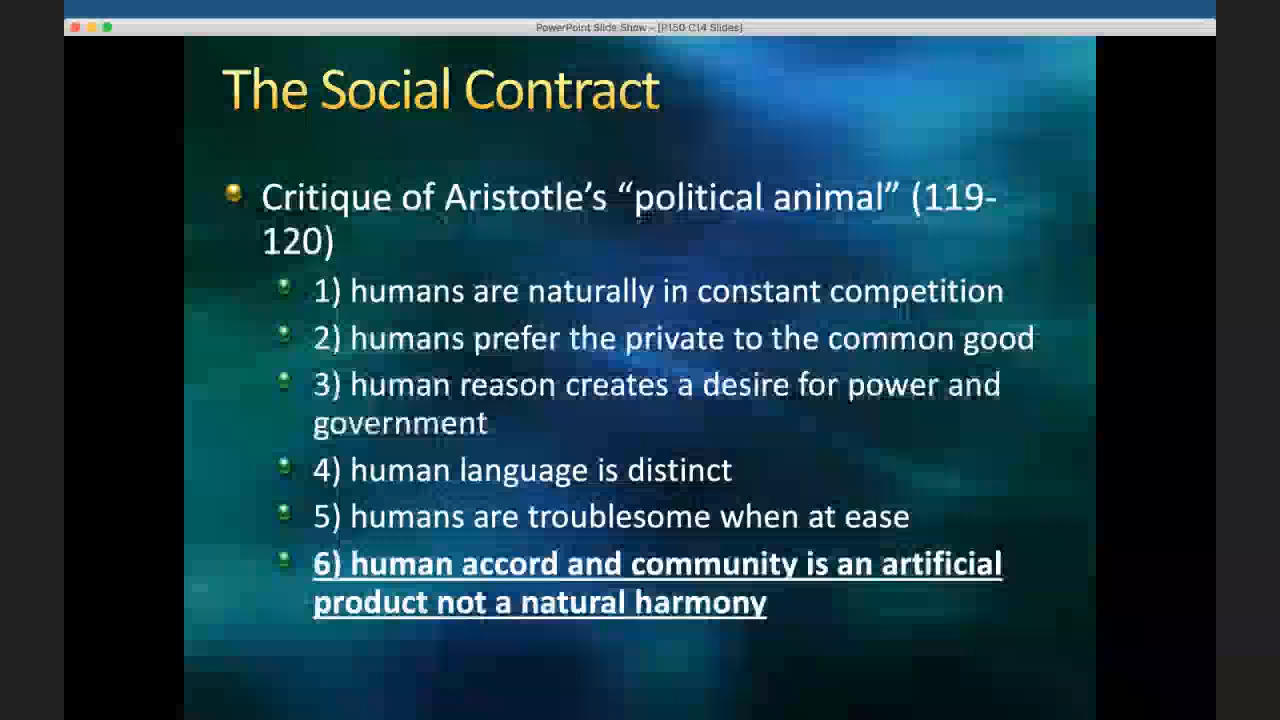 PowerPoint Slide Show - [P150 C14 Slides]
The Social Contract
Critique of Aristotle’s “political animal” (119-
120)
1) humans are naturally in constant competition
2) humans prefer the private to the common good
3) human reason creates a desire for power and
government
4) human language is distinct
5) humans are troublesome when at ease
6) human accord and community is an artificial
product not a natural harmony